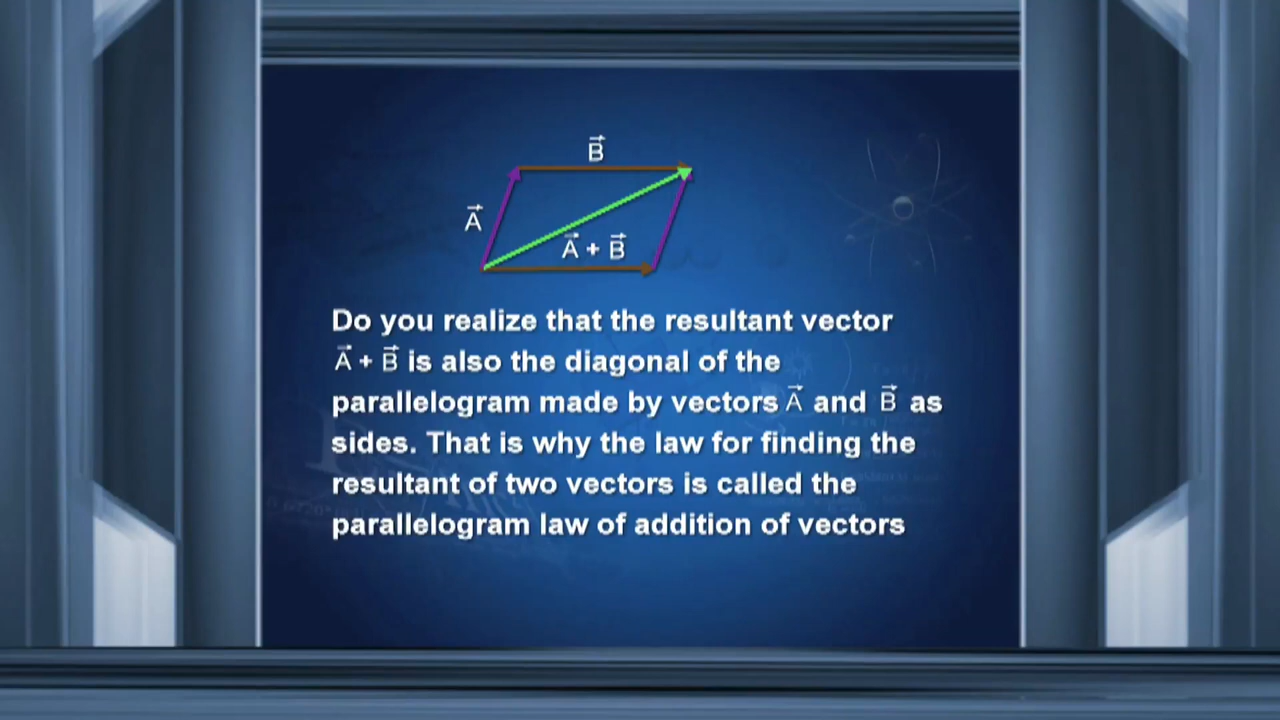 B⃗
A⃗
A⃗ + B⃗
Do you realize that the resultant vector
A⃗ + B⃗ is also the diagonal of the
parallelogram made by vectors A⃗ and B⃗ as
sides. That is why the law for finding the
resultant of two vectors is called the
parallelogram law of addition of vectors